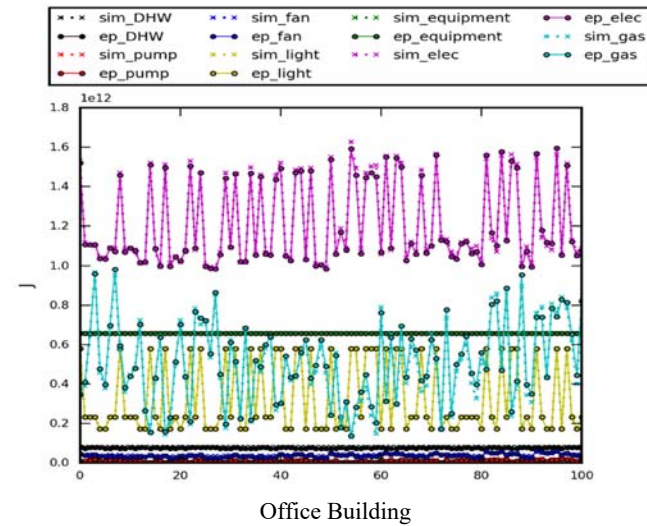 sim_DHW sim_fan sim_equipment ep_elec
ep_DHW ep_fan ep_equipment sim_gas
sim_pump sim_light sim_elec ep_gas
ep_pump ep_light
1e12
1.8
1.6
1.4
1.2
1.0
0.8
0.6
0.4
0.2
0.0
J
0 20 40 60 80 100
Office Building